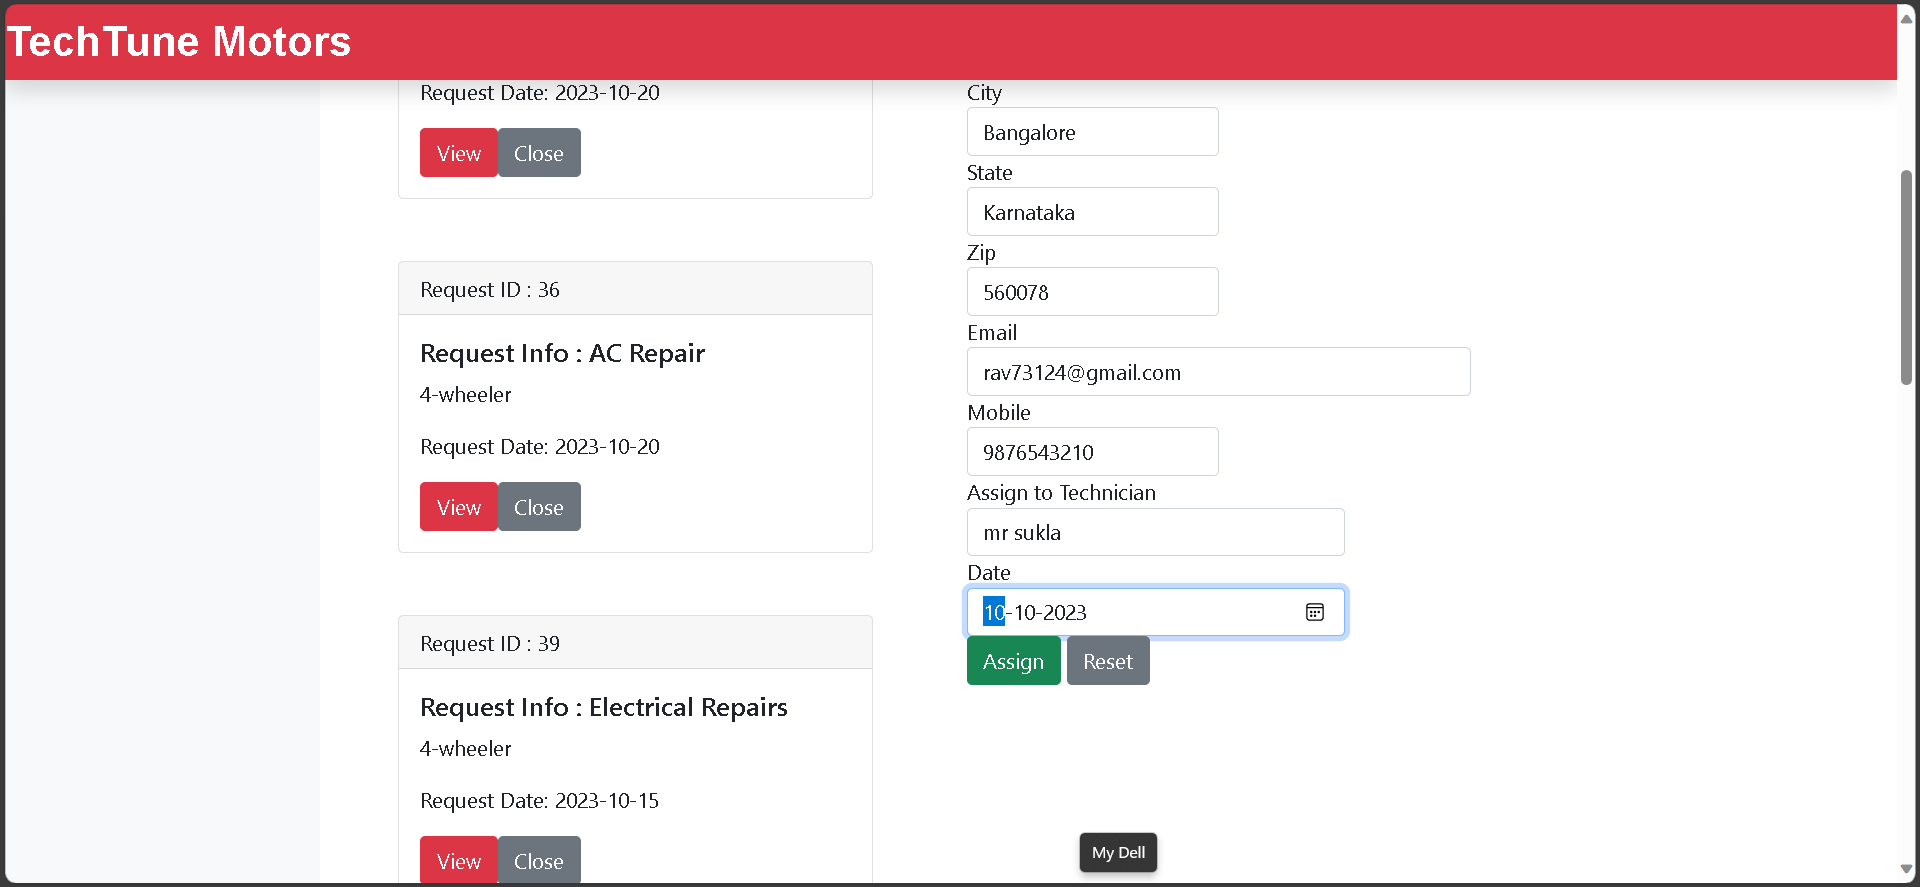 TechTune Motors
Request Date: 2023-10-20
View Close
Request ID : 36
Request Info : AC Repair
4-wheeler
Request Date: 2023-10-20
View Close
Request ID : 39
Request Info : Electrical Repairs
4-wheeler
Request Date: 2023-10-15
View Close
City
Bangalore
State
Karnataka
Zip
560078
Email
rav73124@gmail.com
Mobile
9876543210
Assign to Technician
mr sukla
Date
10-10-2023
Assign Reset
My Dell